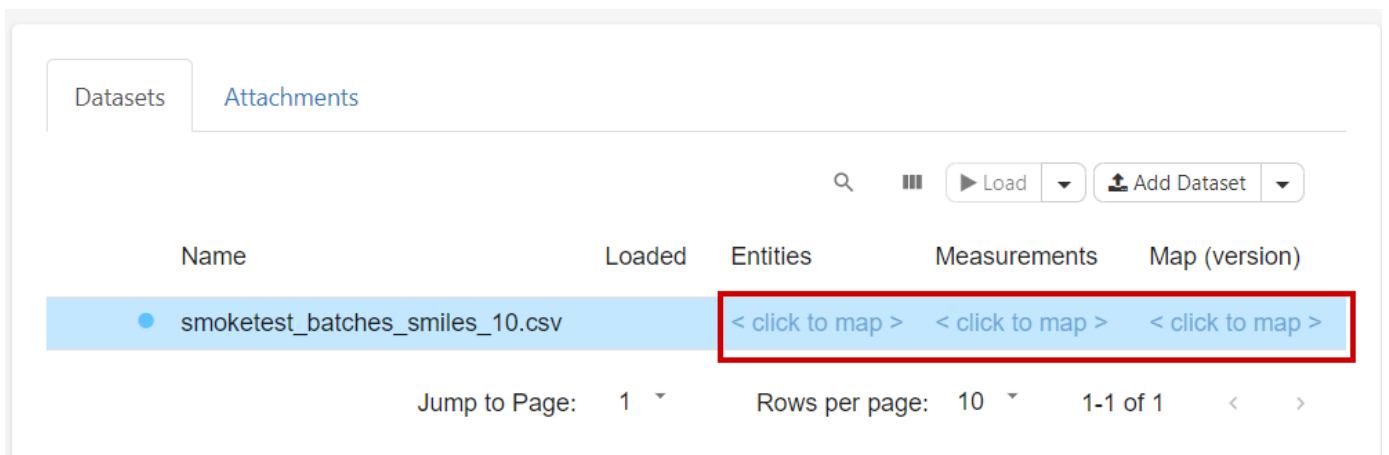 Datasets Attachments
Load Add Dataset
Name Loaded Entities Measurements Map (version)
smoketest_batches_smiles_10.csv < click to map > < click to map > < click to map >
Jump to Page: 1 Rows per page: 10 1-1 of 1 < >